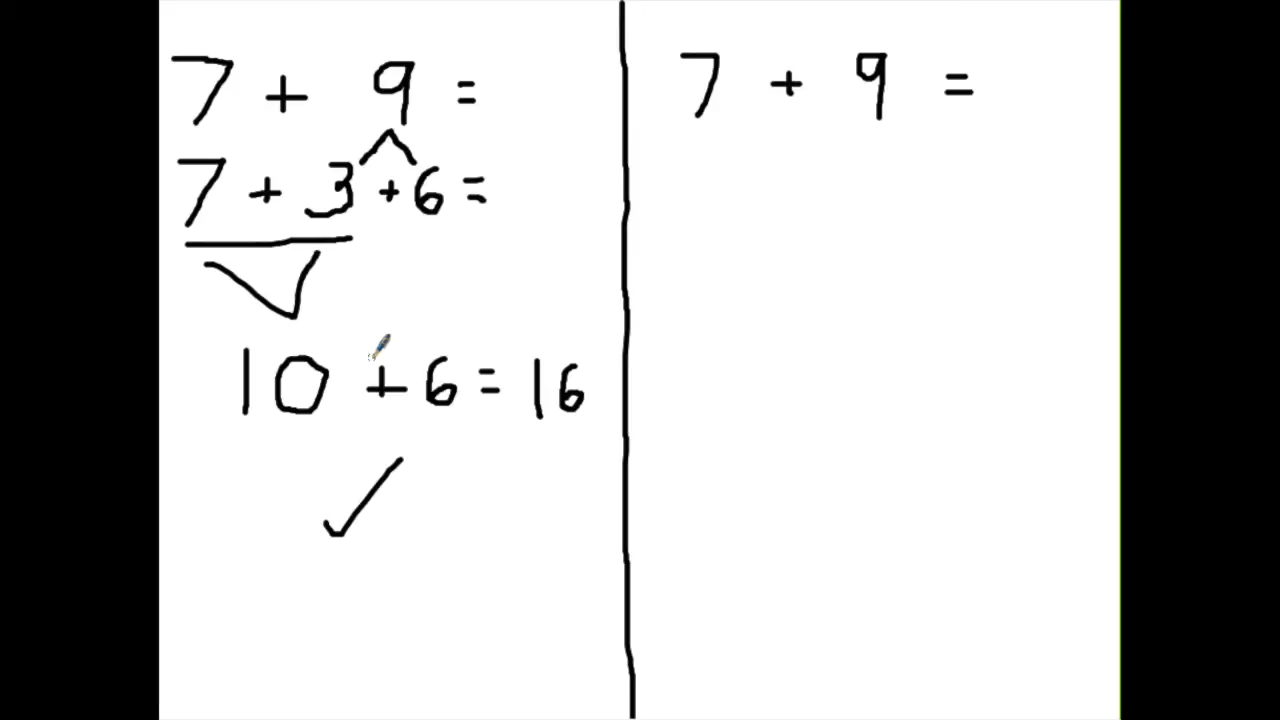 7 + 9 =
7 + 3 + 6 =
10 + 6 = 16
7 + 9 =